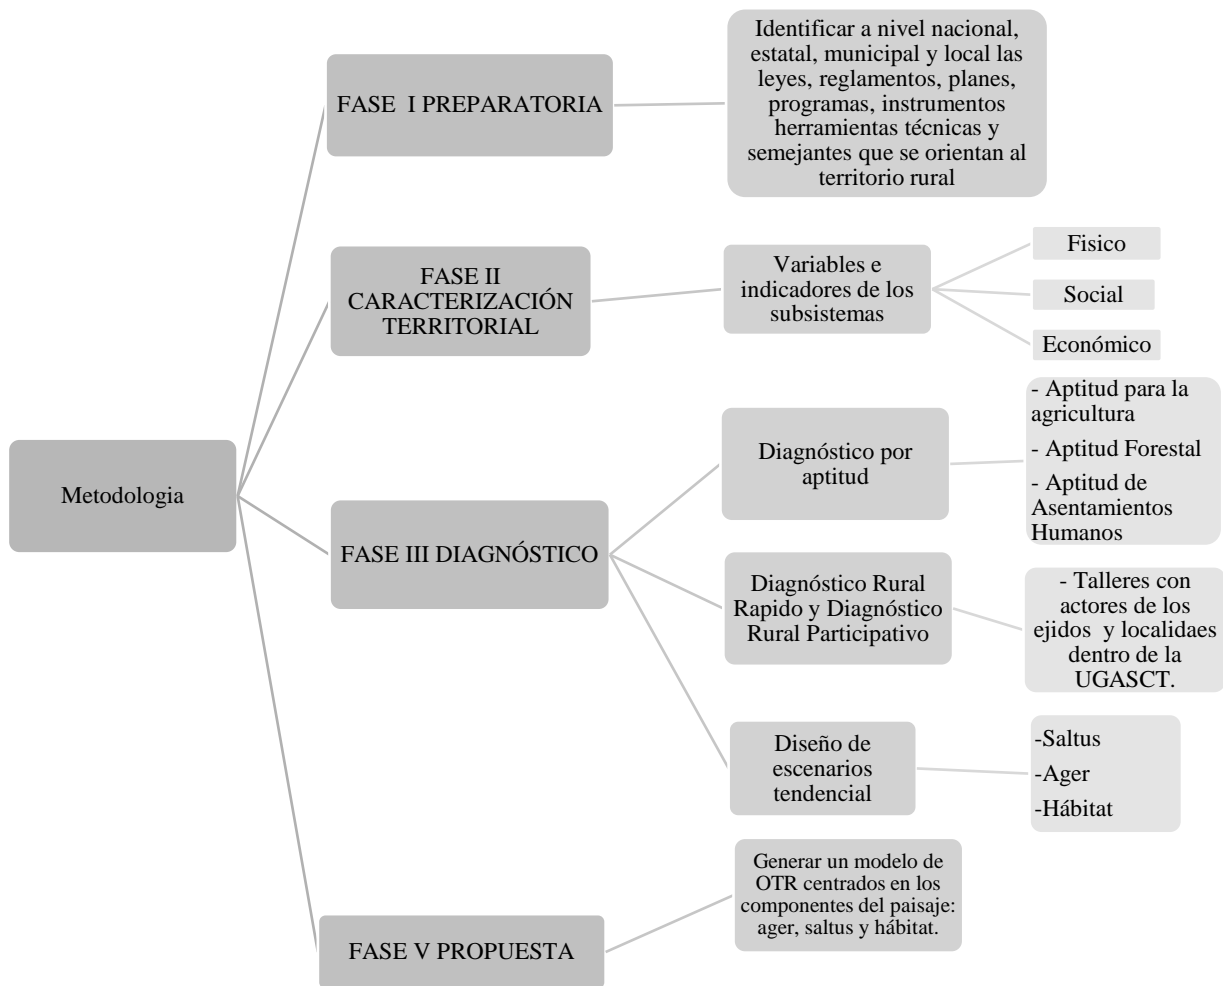 Metodologia
FASE I PREPARATORIA
Identificar a nivel nacional,
estatal, municipal y local las
leyes, reglamentos, planes,
programas, instrumentos
herramientas técnicas y
semejantes que se orientan al
territorio rural
FASE II
CARACTERIZACIÓN
TERRITORIAL
Variables e
indicadores de los
subsistemas
Fisico
Social
Económico
FASE III DIAGNÓSTICO
Diagnóstico por
aptitud
- Aptitud para la
agricultura
- Aptitud Forestal
- Aptitud de
Asentamientos
Humanos
Diagnóstico Rural
Rapido y Diagnóstico
Rural Participativo
- Talleres con
actores de los
ejidos y localidaes
dentro de la
UGASCT.
Diseño de
escenarios
tendencial
-Saltus
-Ager
-Hábitat
FASE V PROPUESTA
Generar un modelo de
OTR centrados en los
componentes del paisaje:
ager, saltus y hábitat.